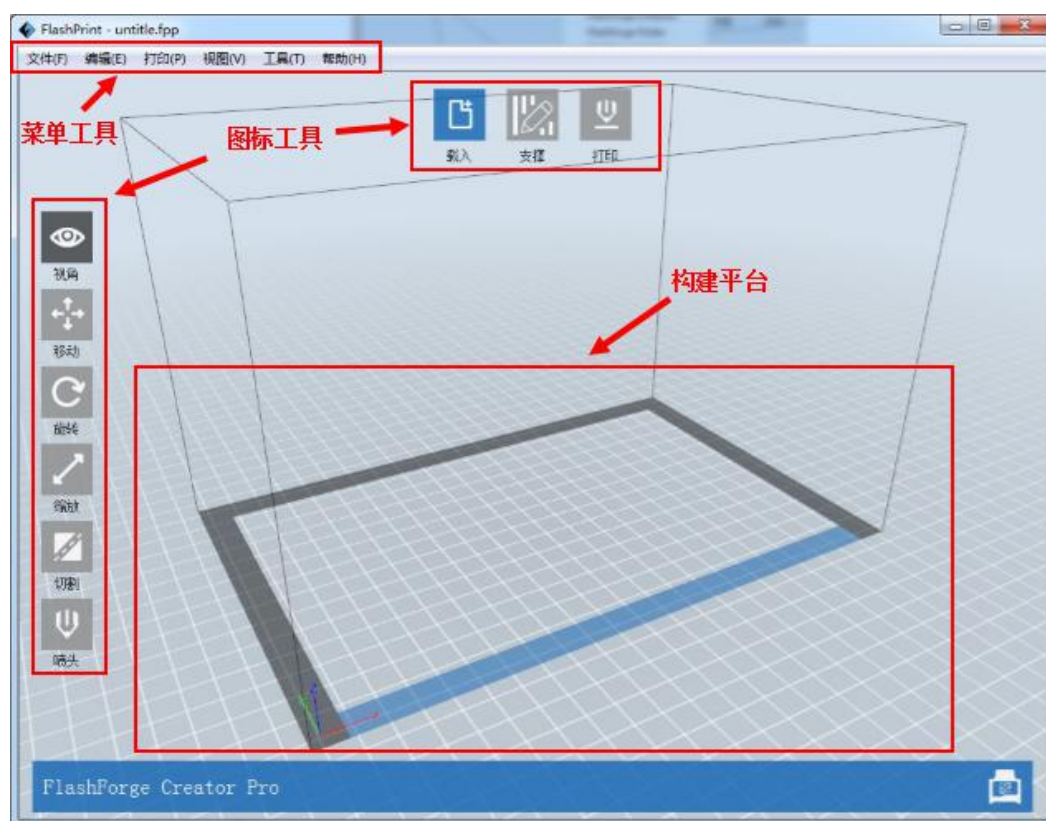 FlashPrint - untitle.fpp
文件(F) 编辑(E) 打印(P) 视图(V) 工具(T) 帮助(H)
菜单工具
图标工具
载入 支撑 打印
视角
构建平台
移动
旋转
缩放
切割
喷头
FlashForge Creator Pro